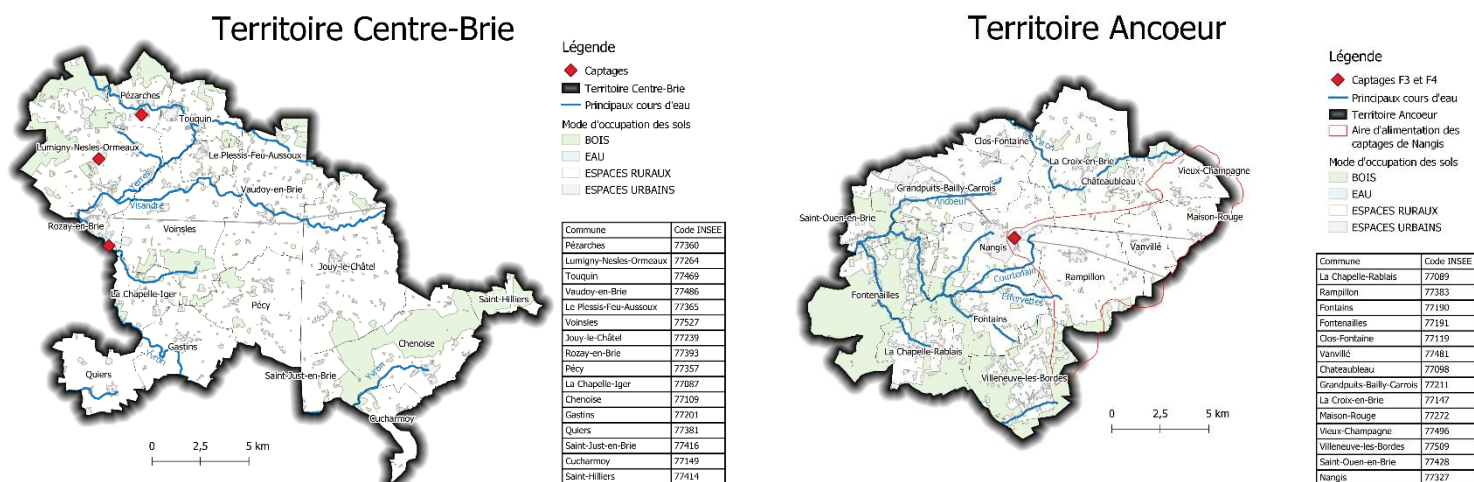 Territoire Centre-Brie
Pézarches
Touquin
Lumigny-Nesles-Ormeaux
Le Plessis-Feu-Aussoux
Yerres
Vaudoy-en-Brie
Visandre
Rozay-en-Brie
Voinsles
Jouy-le-Châtel
La Chapelle-Iger
Pécy
Saint-Hilliers
Chenoise
Gastins
Yvron
Quiers
Saint-Just-en-Brie
Yvron
Cucharmoy
0 2,5 5 km
Légende
Captages
Territoire Centre-Brie
Principaux cours d'eau
Mode d'occupation des sols
BOIS
EAU
ESPACES RURAUX
ESPACES URBAINS
Commune Code INSEE
Pézarches 77360
Lumigny-Nesles-Ormeaux 77264
Touquin 77469
Vaudoy-en-Brie 77486
Le Plessis-Feu-Aussoux 77365
Voinsles 77527
Jouy-le-Châtel 77239
Rozay-en-Brie 77393
Pécy 77357
La Chapelle-Iger 77087
Chenoise 77109
Gastins 77201
Quiers 77381
Saint-Just-en-Brie 77416
Cucharmoy 77149
Saint-Hilliers 77414
Territoire Ancoeur
Yvron
Clos-Fontaine
La Croix-en-Brie
Châteaubleau
Vieux-Champagne
Grandpuits-Bailly-Carrois
Ancoeur
Saint-Ouen-en-Brie
Maison-Rouge
Nangis
Vanvillé
Courtenain
Rampillon
Fontenailles
Effervettes
Fontains
La Chapelle-Rablais
Villeneuve-les-Bordes
0 2,5 5 km
Légende
Captages F3 et F4
Principaux cours d'eau
Territoire Ancoeur
Aire d'alimentation des
captages de Nangis
Mode d'occupation des sols
BOIS
EAU
ESPACES RURAUX
ESPACES URBAINS
Commune Code INSEE
La Chapelle-Rablais 77089
Rampillon 77383
Fontains 77190
Fontenailles 77191
Clos-Fontaine 77119
Vanvillé 77481
Chateaubleau 77098
Grandpuits-Bailly-Carrois 77211
La Croix-en-Brie 77147
Maison-Rouge 77272
Vieux-Champagne 77496
Villeneuve-les-Bordes 77509
Saint-Ouen-en-Brie 77428
Nangis 77327